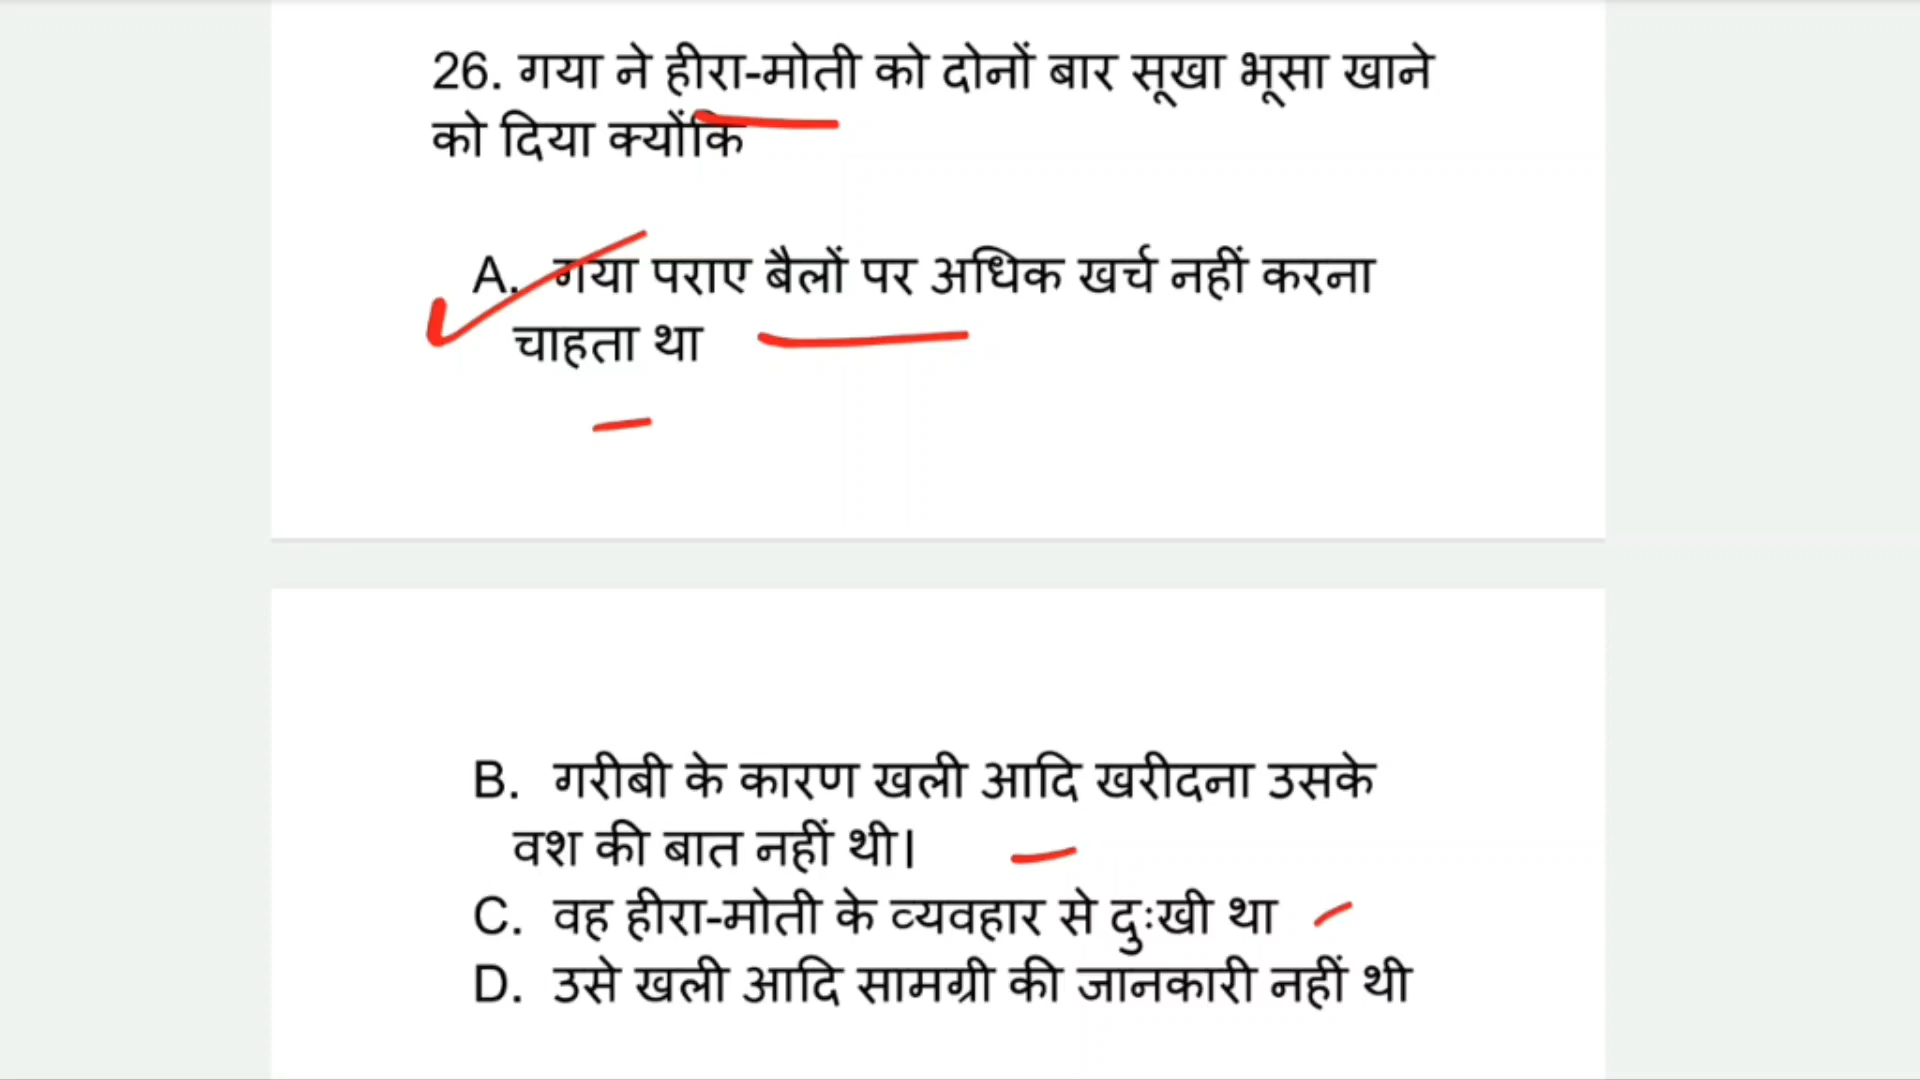 26. गया ने हीरा-मोती को दोनों बार सूखा भूसा खाने
को दिया क्योंकि
A. गया पराए बैलों पर अधिक खर्च नहीं करना
चाहता था
B. गरीबी के कारण खली आदि खरीदना उसके
वश की बात नहीं थी।
C. वह हीरा-मोती के व्यवहार से दुःखी था
D. उसे खली आदि सामग्री की जानकारी नहीं थी